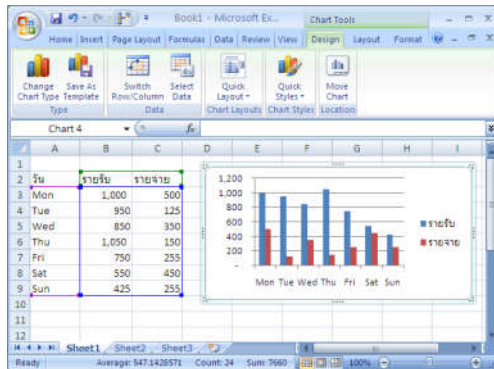 Book1 - Microsoft Ex... Chart Tools
Home Insert Page Layout Formulas Data Review View Design Layout Format
Change Chart Type Save As Template Switch Row/Column Select Data Quick Layout Quick Styles Move Chart
Type Data Chart Layouts Chart Styles Location
Chart 4 fx
A B C D E F G H I
1
2 วัน รายรับ รายจ่าย
3 Mon 1,000 500
4 Tue 950 125
5 Wed 850 350
6 Thu 1,050 150
7 Fri 750 255
8 Sat 550 450
9 Sun 425 255
10
11
12
1,200
1,000
800
600
400
200
-
Mon Tue Wed Thu Fri Sat Sun
รายรับ
รายจ่าย
Sheet1 Sheet2 Sheet3
Ready Average: 547.1428571 Count: 24 Sum: 7660 100%